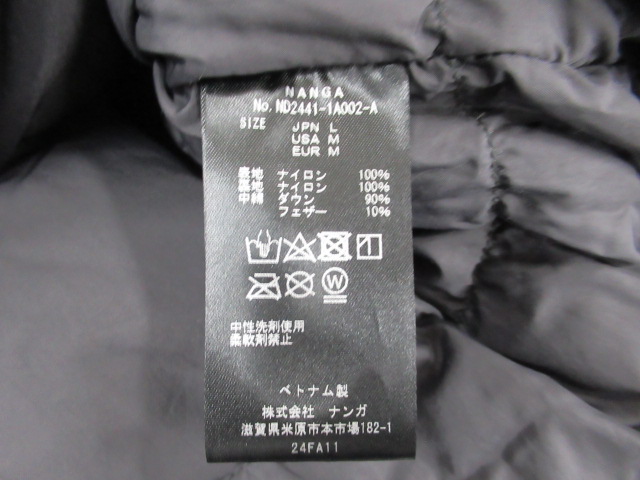 NANGA
No. ND2441-1A002-A
SIZE JPN L
USA M
EUR M
表地 ナイロン 100%
裏地 ナイロン 100%
中綿 ダウン 90%
フェザー 10%
W
中性洗剤使用
柔軟剤禁止
ベトナム製
株式会社 ナンガ
滋賀県米原市本市場182-1
24FA11